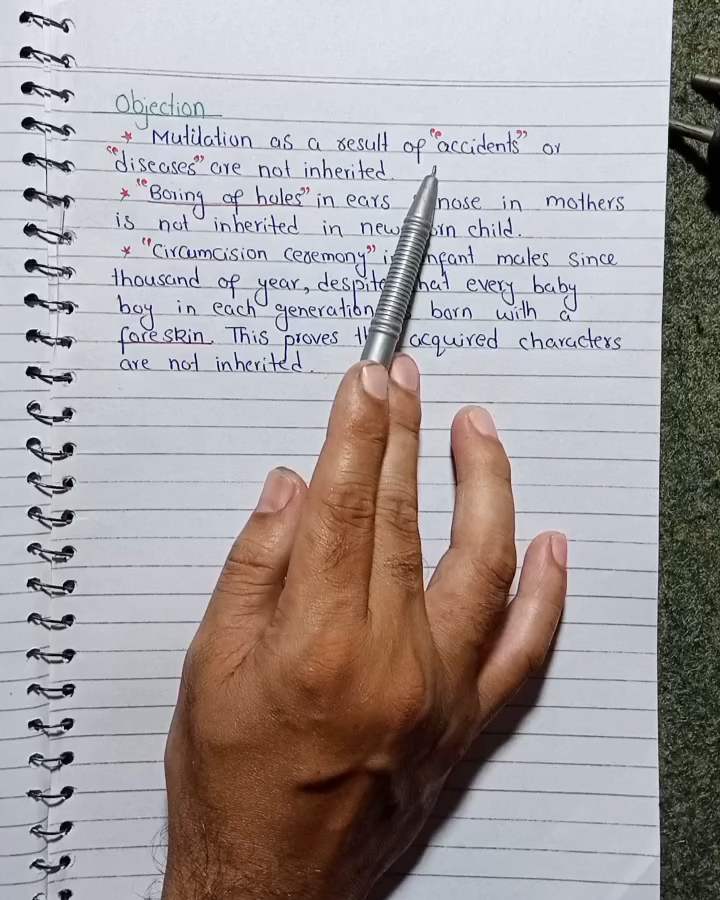 Objection
* Mutilation as a result of "accidents" or
"diseases" are not inherited.
* "Boring of holes" in ears nose in mothers
is not inherited in new child.
* "Circumcision ceremony" infant males since
thousand of year, despite that every baby
boy in each generation born with a
foreskin. This proves acquired characters
are not inherited.